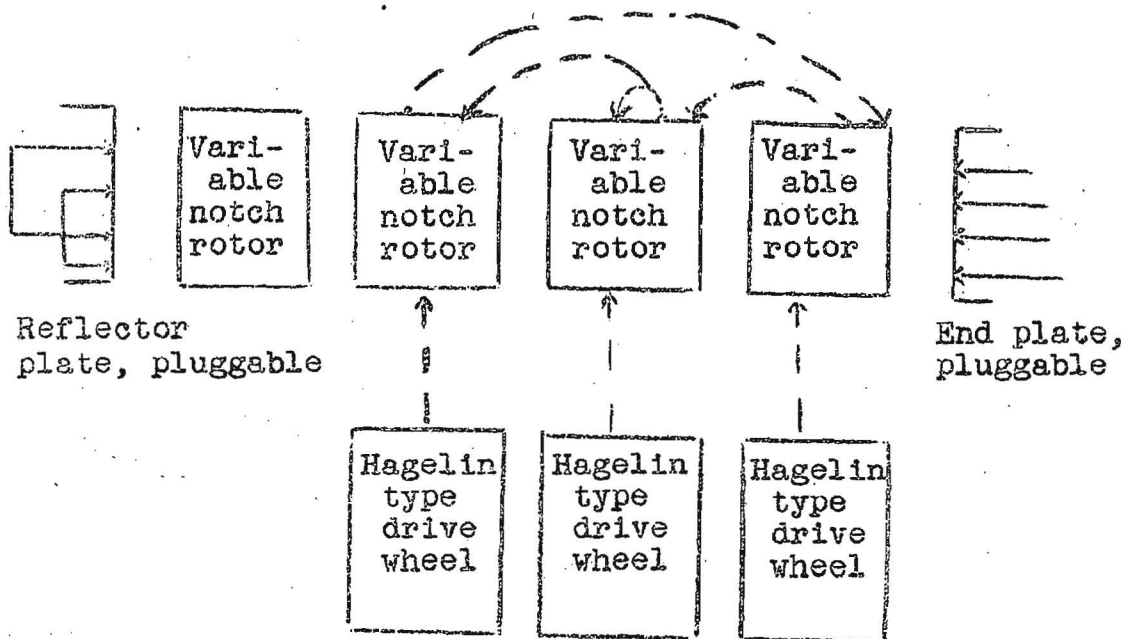 Vari-
able
notch
rotor
Vari-
able
notch
rotor
Vari-
able
notch
rotor
Vari-
able
notch
rotor
Reflector
plate, pluggable
End plate,
pluggable
Hagelin
type
drive
wheel
Hagelin
type
drive
wheel
Hagelin
type
drive
wheel